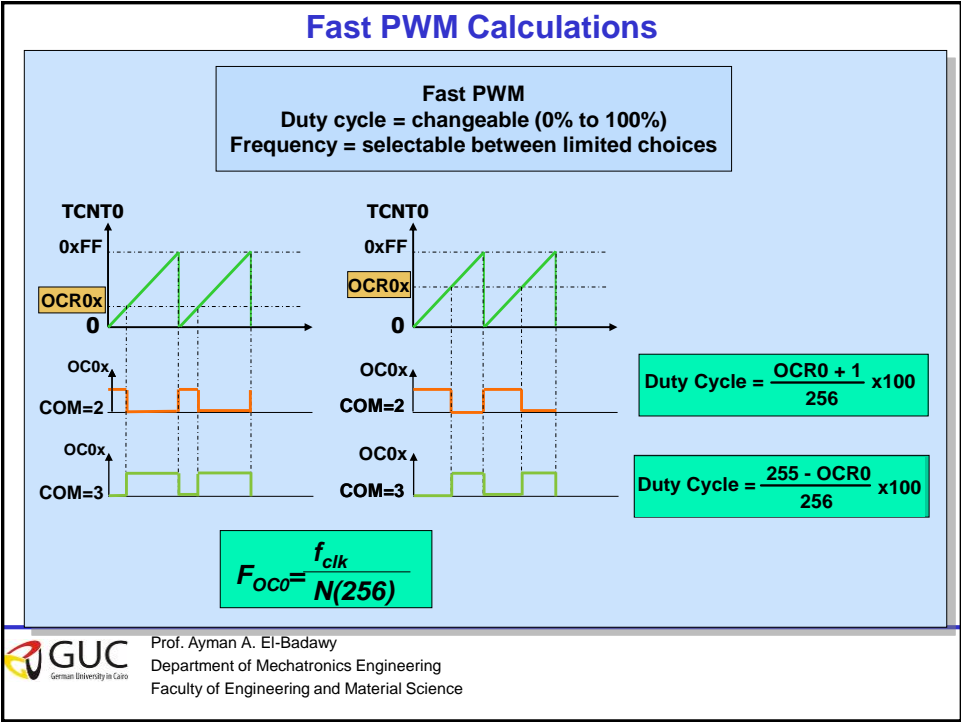 Fast PWM Calculations
Fast PWM
Duty cycle = changeable (0% to 100%)
Frequency = selectable between limited choices
TCNT0
0xFF
OCR0x
0
OC0x
COM=2
OC0x
COM=3
TCNT0
0xFF
OCR0x
0
OC0x
COM=2
OC0x
COM=3
Duty Cycle = OCR0 + 1 / 256 x100
Duty Cycle = 255 - OCR0 / 256 x100
F_OC0 = f_clk / N(256)
GUC
German University in Cairo
Prof. Ayman A. El-Badawy
Department of Mechatronics Engineering
Faculty of Engineering and Material Science